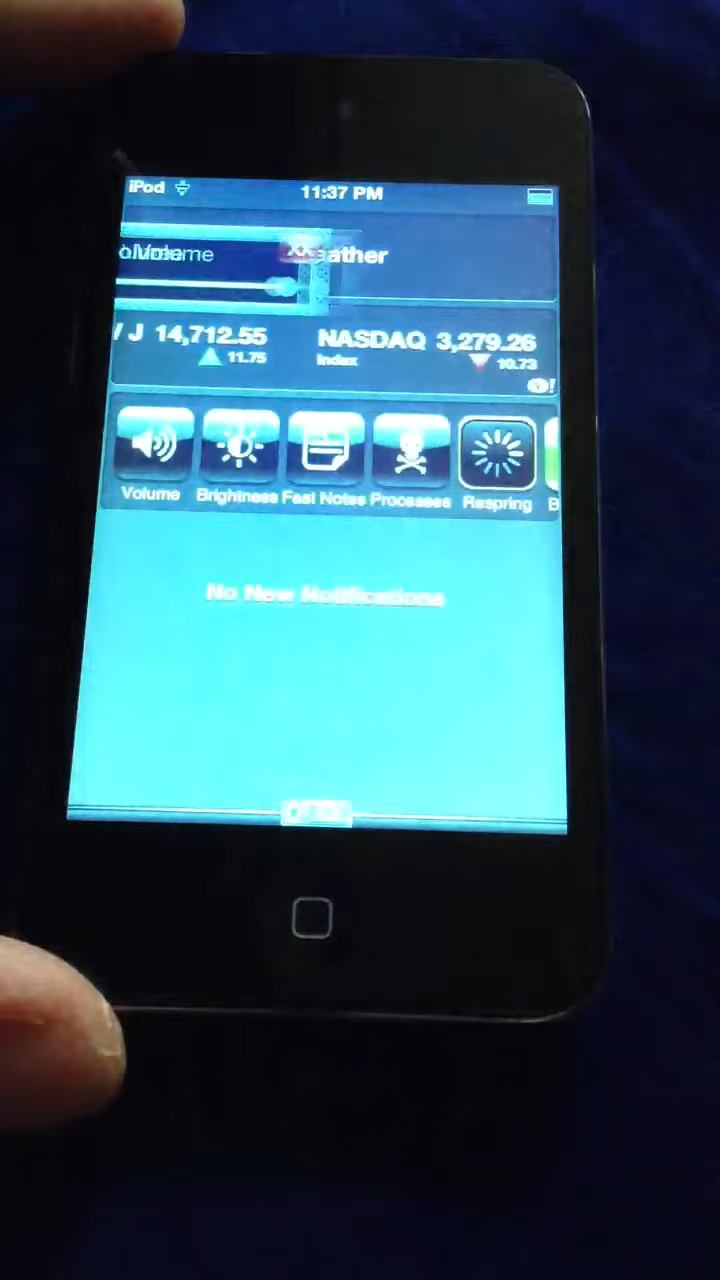 iPod 11:37 PM
Volume
ather
J 14,712.55 NASDAQ 3,279.26
11.75 Index 10.73
Volume Brightness Fast Notes Processes Respring B
No New Notifications